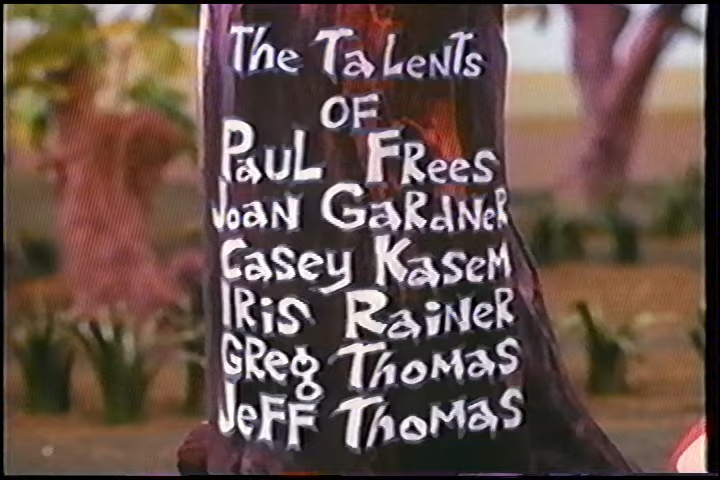 The Talents
OF
Paul Frees
Joan Gardner
Casey Kasem
Iris Rainer
Greg Thomas
Jeff Thomas